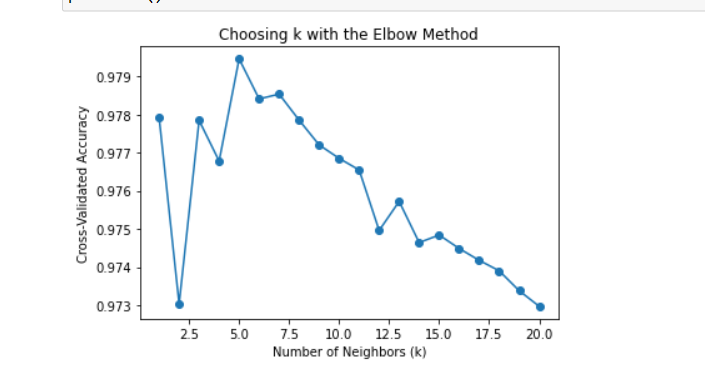 Choosing k with the Elbow Method
Cross-Validated Accuracy
0.979
0.978
0.977
0.976
0.975
0.974
0.973
2.5 5.0 7.5 10.0 12.5 15.0 17.5 20.0
Number of Neighbors (k)